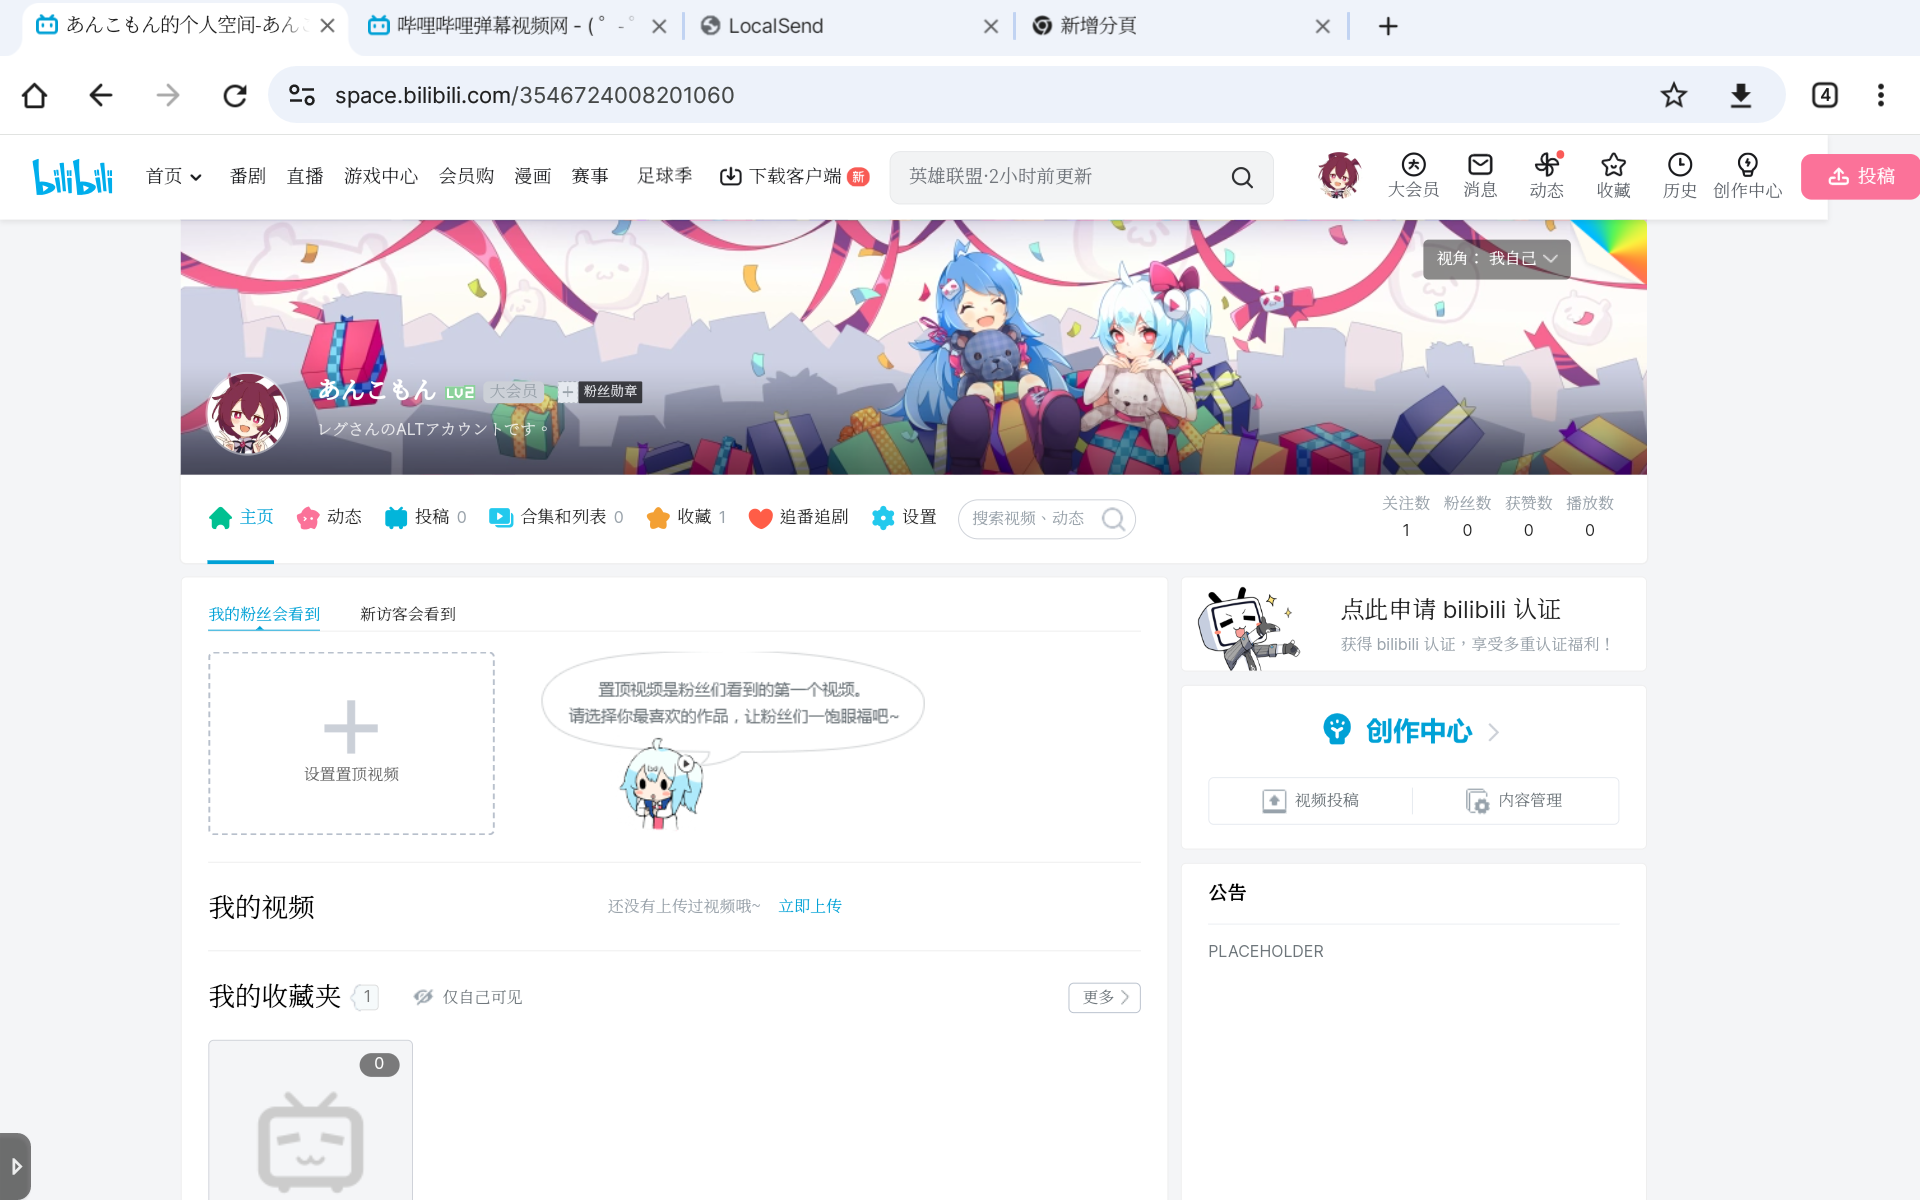 あんこもん的个人空间-あんこ
哔哩哔哩弹幕视频网 - ( ゜- ゜
LocalSend
新增分頁
space.bilibili.com/3546724008201060
4
bilibili
首页
番剧
直播
游戏中心
会员购
漫画
赛事
足球季
下载客户端
新
英雄联盟·2小时前更新
大会员
消息
动态
收藏
历史
创作中心
投稿
视角： 我自己
あんこもん
LV2
大会员
粉丝勋章
レグさんのALTアカウントです。
主页
动态
投稿 0
合集和列表 0
收藏 1
追番追剧
设置
搜索视频、动态
关注数
1
粉丝数
0
获赞数
0
播放数
0
我的粉丝会看到
新访客会看到
设置置顶视频
置顶视频是粉丝们看到的第一个视频。
请选择你最喜欢的作品，让粉丝们一饱眼福吧~
我的视频
还没有上传过视频哦~
立即上传
我的收藏夹
1
仅自己可见
更多
0
点此申请 bilibili 认证
获得 bilibili 认证，享受多重认证福利！
创作中心
视频投稿
内容管理
公告
PLACEHOLDER